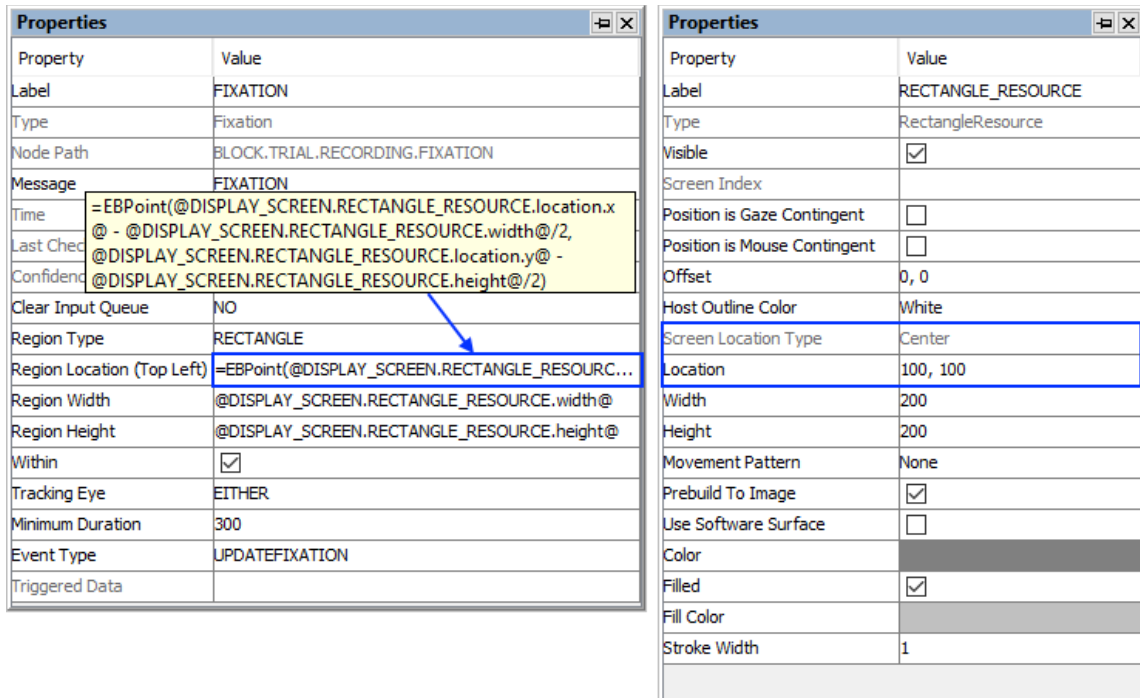 Properties
Property Value
Label FIXATION
Type Fixation
Node Path BLOCK.TRIAL.RECORDING.FIXATION
Message FIXATION
Time
Last Chec
Confidenc
=EBPoint(@DISPLAY_SCREEN.RECTANGLE_RESOURCE.location.x
@ - @DISPLAY_SCREEN.RECTANGLE_RESOURCE.width@/2,
@DISPLAY_SCREEN.RECTANGLE_RESOURCE.location.y@ -
@DISPLAY_SCREEN.RECTANGLE_RESOURCE.height@/2)
Clear Input Queue NO
Region Type RECTANGLE
Region Location (Top Left) =EBPoint(@DISPLAY_SCREEN.RECTANGLE_RESOURC...
Region Width @DISPLAY_SCREEN.RECTANGLE_RESOURCE.width@
Region Height @DISPLAY_SCREEN.RECTANGLE_RESOURCE.height@
Within
Tracking Eye EITHER
Minimum Duration 300
Event Type UPDATEFIXATION
Triggered Data
Properties
Property Value
Label RECTANGLE_RESOURCE
Type RectangleResource
Visible
Screen Index
Position is Gaze Contingent
Position is Mouse Contingent
Offset 0, 0
Host Outline Color White
Screen Location Type Center
Location 100, 100
Width 200
Height 200
Movement Pattern None
Prebuild To Image
Use Software Surface
Color
Filled
Fill Color
Stroke Width 1